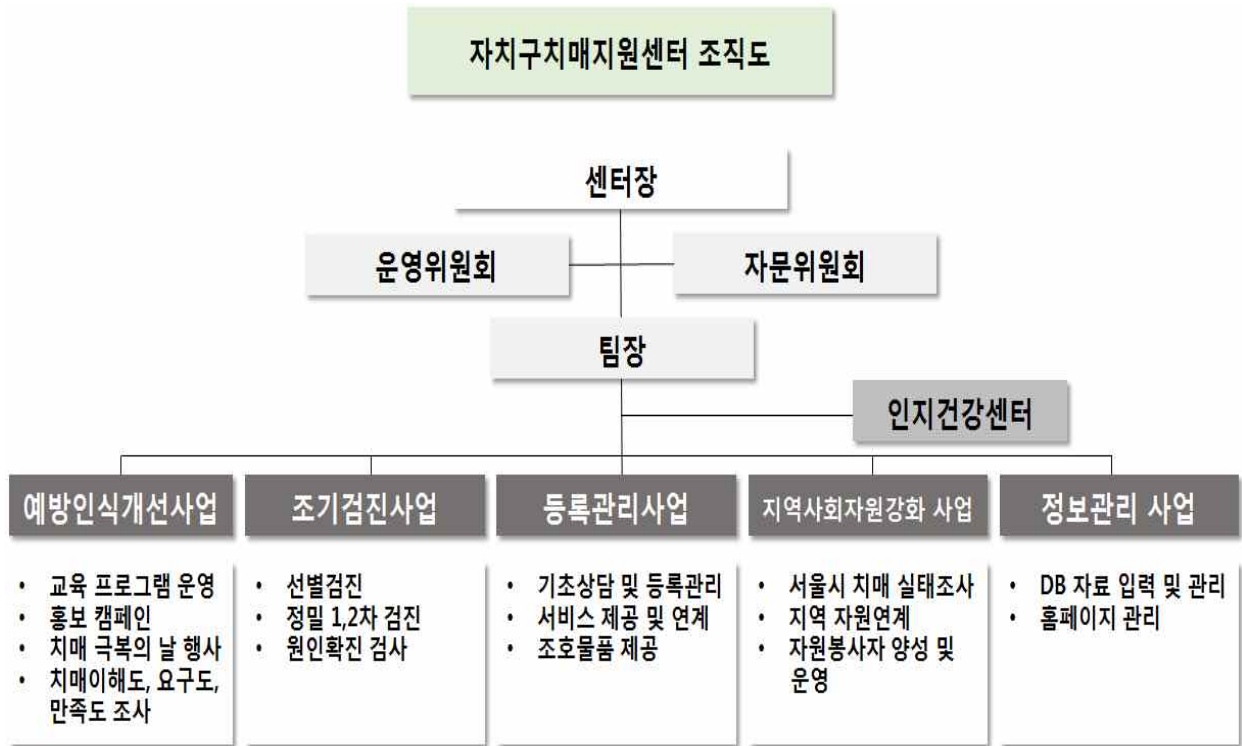 자치구치매지원센터 조직도
센터장
운영위원회
자문위원회
팀장
인지건강센터
예방인식개선사업
• 교육 프로그램 운영
• 홍보 캠페인
• 치매 극복의 날 행사
• 치매이해도, 요구도,
만족도 조사
조기검진사업
• 선별검진
• 정밀 1,2차 검진
• 원인확진 검사
등록관리사업
• 기초상담 및 등록관리
• 서비스 제공 및 연계
• 조호물품 제공
지역사회자원강화 사업
• 서울시 치매 실태조사
• 지역 자원연계
• 자원봉사자 양성 및
운영
정보관리 사업
• DB 자료 입력 및 관리
• 홈페이지 관리